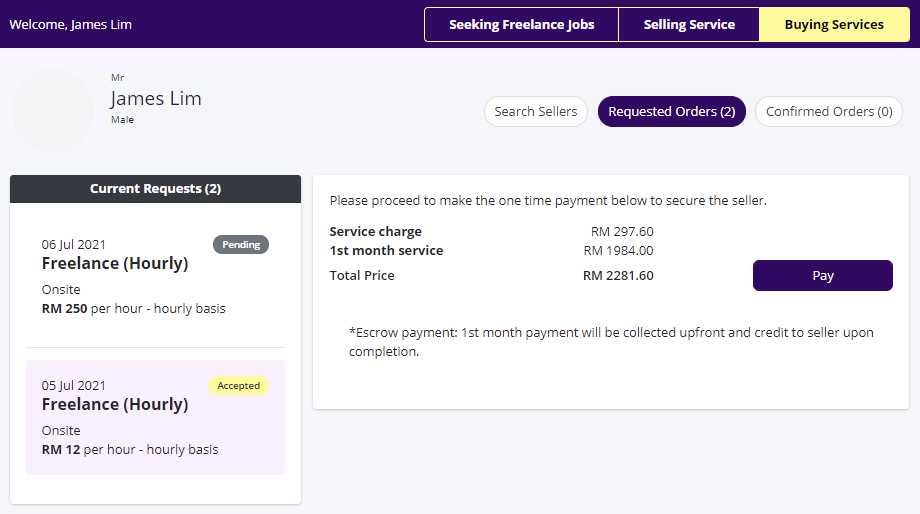 Welcome, James Lim
Seeking Freelance Jobs
Selling Service
Buying Services
Mr
James Lim
Male
Search Sellers
Requested Orders (2)
Confirmed Orders (0)
Current Requests (2)
06 Jul 2021
Pending
Freelance (Hourly)
Onsite
RM 250 per hour - hourly basis
05 Jul 2021
Accepted
Freelance (Hourly)
Onsite
RM 12 per hour - hourly basis
Please proceed to make the one time payment below to secure the seller.
Service charge RM 297.60
1st month service RM 1984.00
Total Price RM 2281.60
Pay
*Escrow payment: 1st month payment will be collected upfront and credit to seller upon
completion.